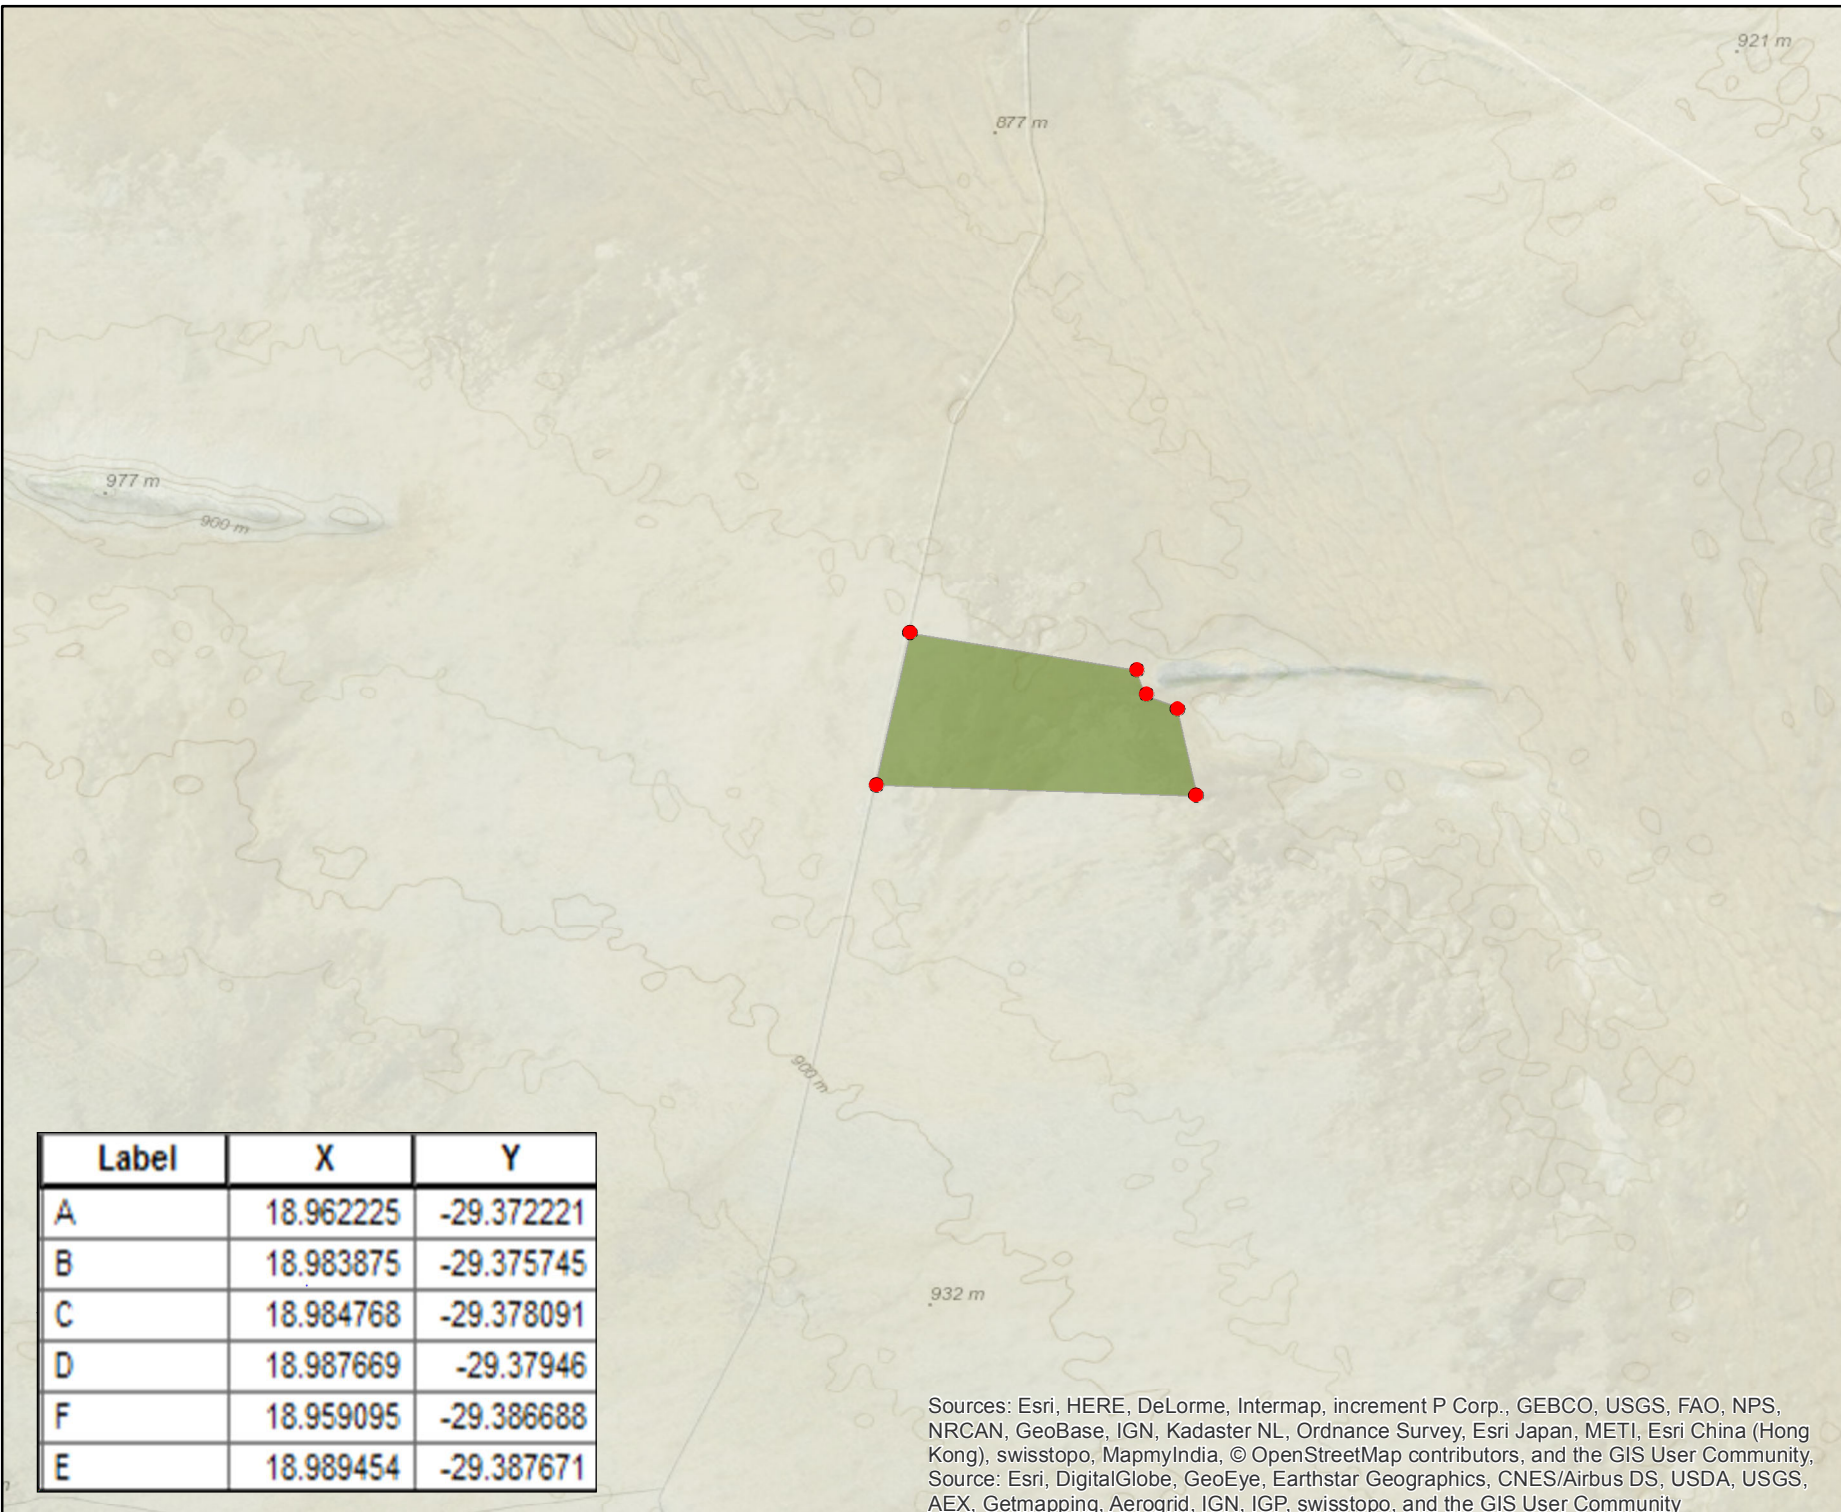 921 m
877 m
977 m
900 m
900 m
932 m
Label X Y
A 18.962225 -29.372221
B 18.983875 -29.375745
C 18.984768 -29.378091
D 18.987669 -29.37946
F 18.959095 -29.386688
E 18.989454 -29.387671
Sources: Esri, HERE, DeLorme, Intermap, increment P Corp., GEBCO, USGS, FAO, NPS,
NRCAN, GeoBase, IGN, Kadaster NL, Ordnance Survey, Esri Japan, METI, Esri China (Hong
Kong), swisstopo, MapmyIndia, © OpenStreetMap contributors, and the GIS User Community,
Source: Esri, DigitalGlobe, GeoEye, Earthstar Geographics, CNES/Airbus DS, USDA, USGS,
AEX, Getmapping, Aerogrid, IGN, IGP, swisstopo, and the GIS User Community